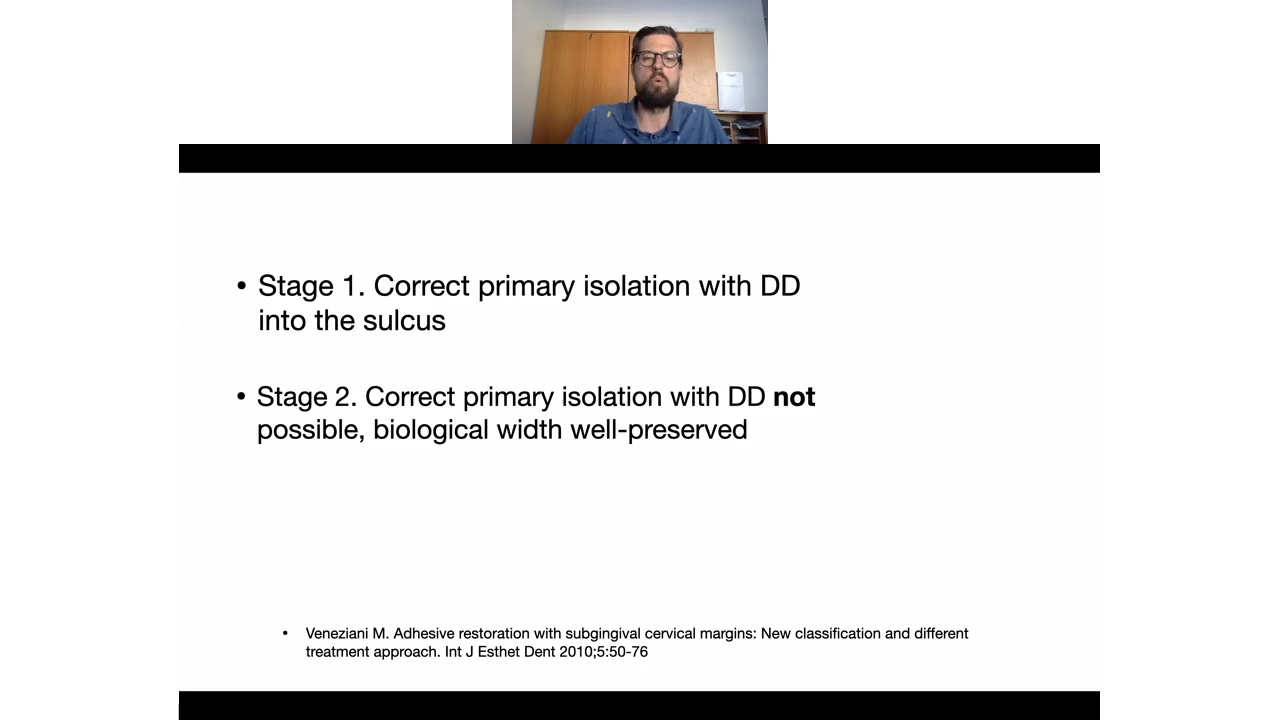 • Stage 1. Correct primary isolation with DD
into the sulcus
• Stage 2. Correct primary isolation with DD not
possible, biological width well-preserved
• Veneziani M. Adhesive restoration with subgingival cervical margins: New classification and different
treatment approach. Int J Esthet Dent 2010;5:50-76